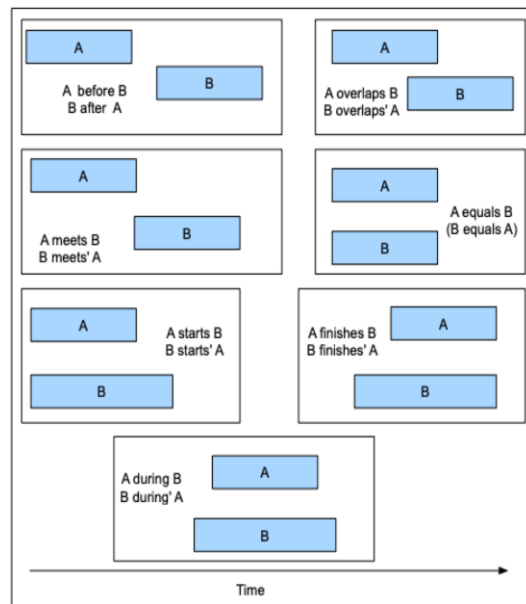 A
B
A before B
B after A
A
B
A overlaps B
B overlaps' A
A
B
A meets B
B meets' A
A
B
A equals B
(B equals A)
A
B
A starts B
B starts' A
A finishes B
B finishes' A
A
B
A during B
B during' A
A
B
Time